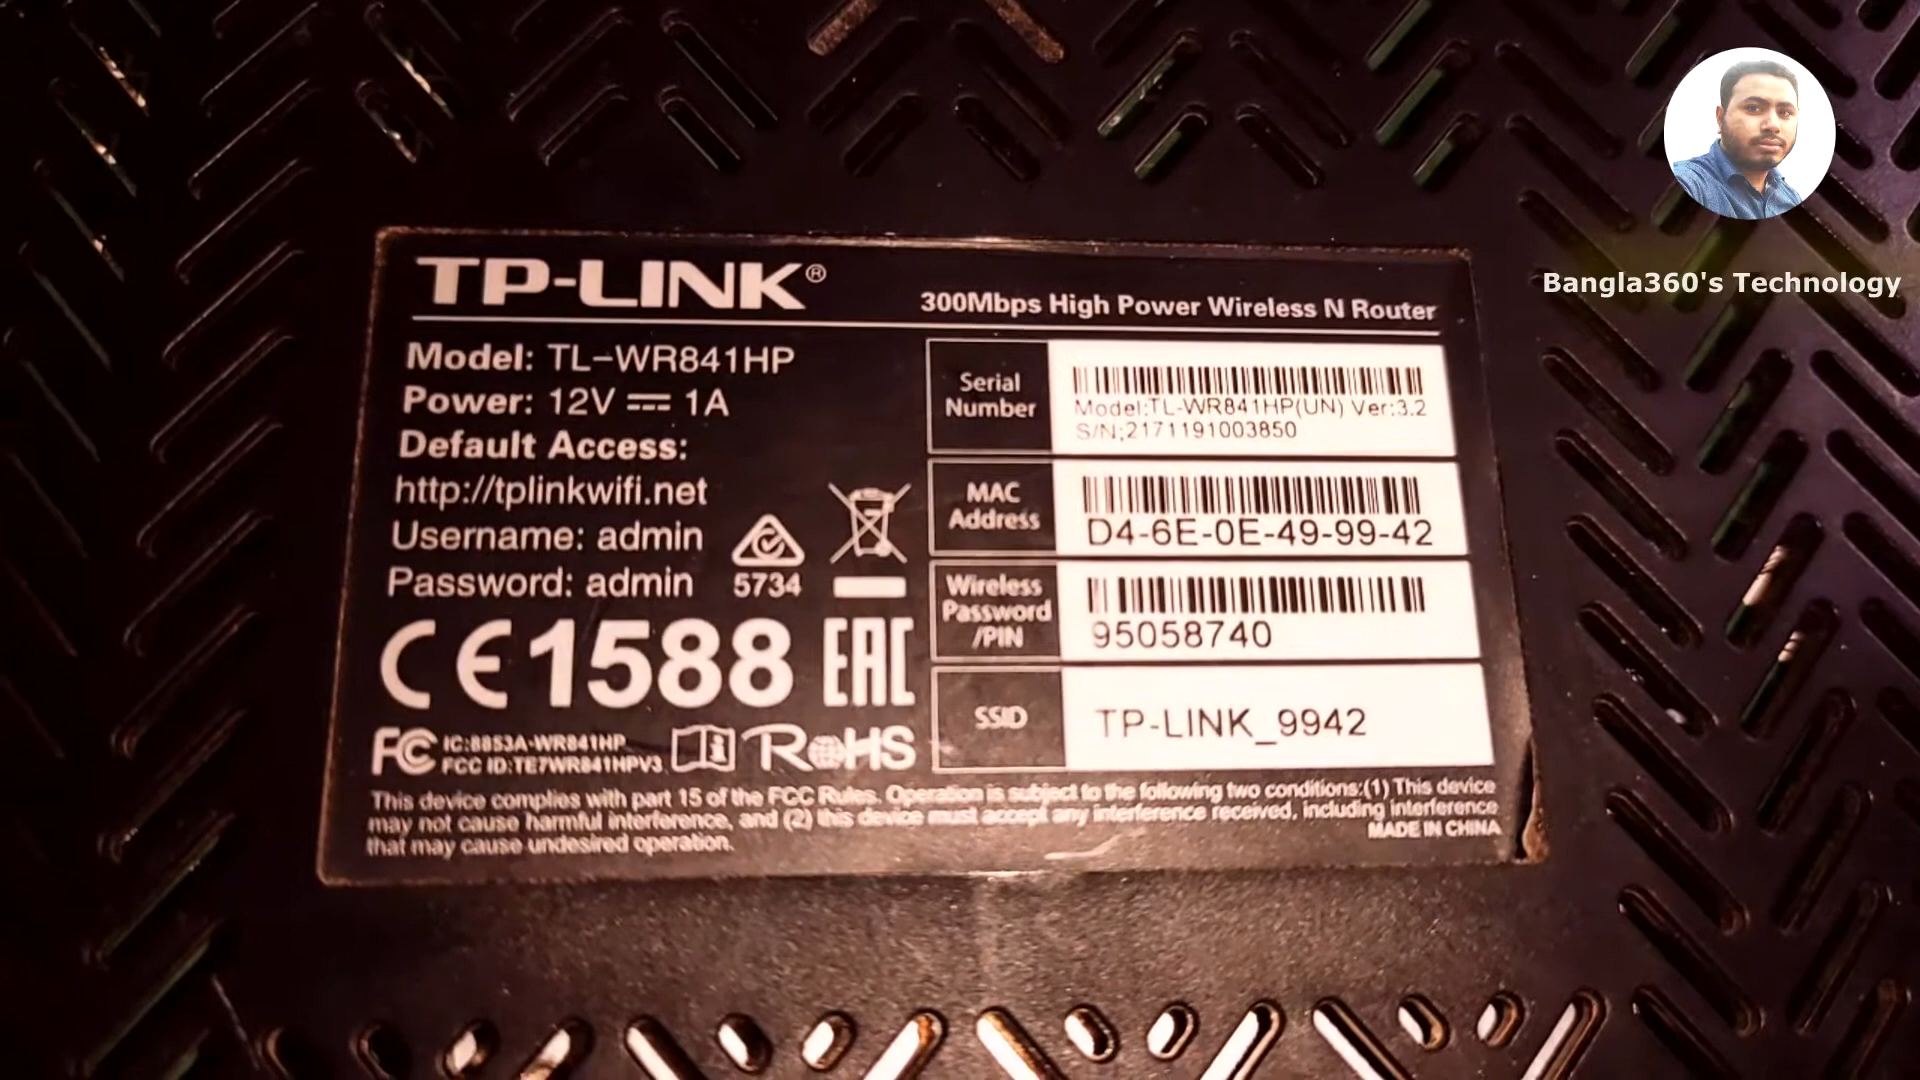 Bangla360's Technology
TP-LINK®
300Mbps High Power Wireless N Router
Model: TL-WR841HP
Power: 12V ⎓ 1A
Default Access:
http://tplinkwifi.net
Username: admin
Password: admin
5734
CE1588 EAC
FC IC:8853A-WR841HP
FCC ID:TE7WR841HPV3
RoHS
Serial Number
Model:TL-WR841HP(UN) Ver:3.2
S/N:2171191003850
MAC Address
D4-6E-0E-49-99-42
Wireless Password /PIN
95058740
SSID
TP-LINK_9942
This device complies with part 15 of the FCC Rules. Operation is subject to the following two conditions:(1) This device
may not cause harmful interference, and (2) this device must accept any interference received, including interference
that may cause undesired operation.
MADE IN CHINA